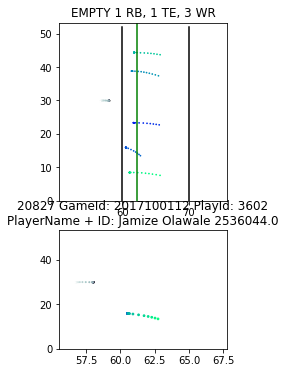 EMPTY 1 RB, 1 TE, 3 WR
50
40
30
20
10
0
60 70
20827 GameId: 2017100112 PlayId: 3602
PlayerName + ID: Jamize Olawale 2536044.0
40
20
0
57.5 60.0 62.5 65.0 67.5